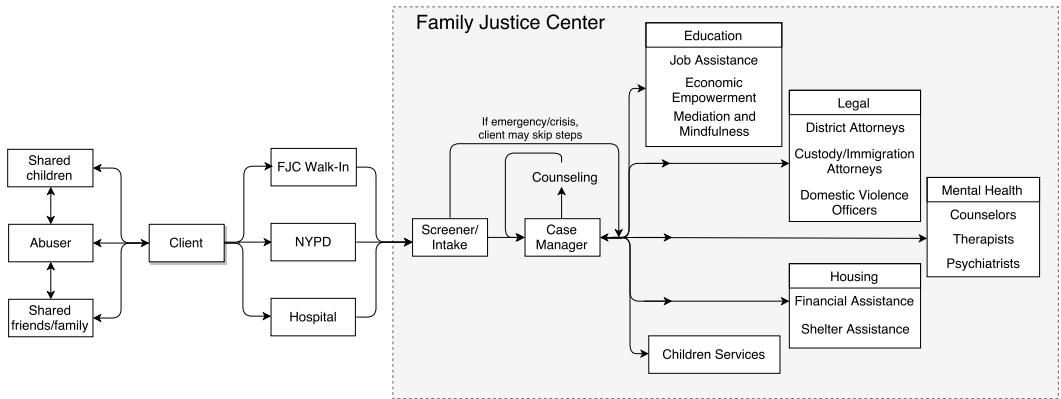 Family Justice Center
Shared
children
Abuser
Shared
friends/family
Client
FJC Walk-In
NYPD
Hospital
Screener/
Intake
If emergency/crisis,
client may skip steps
Counseling
Case
Manager
Education
Job Assistance
Economic
Empowerment
Mediation and
Mindfulness
Legal
District Attorneys
Custody/Immigration
Attorneys
Domestic Violence
Officers
Mental Health
Counselors
Therapists
Psychiatrists
Housing
Financial Assistance
Shelter Assistance
Children Services